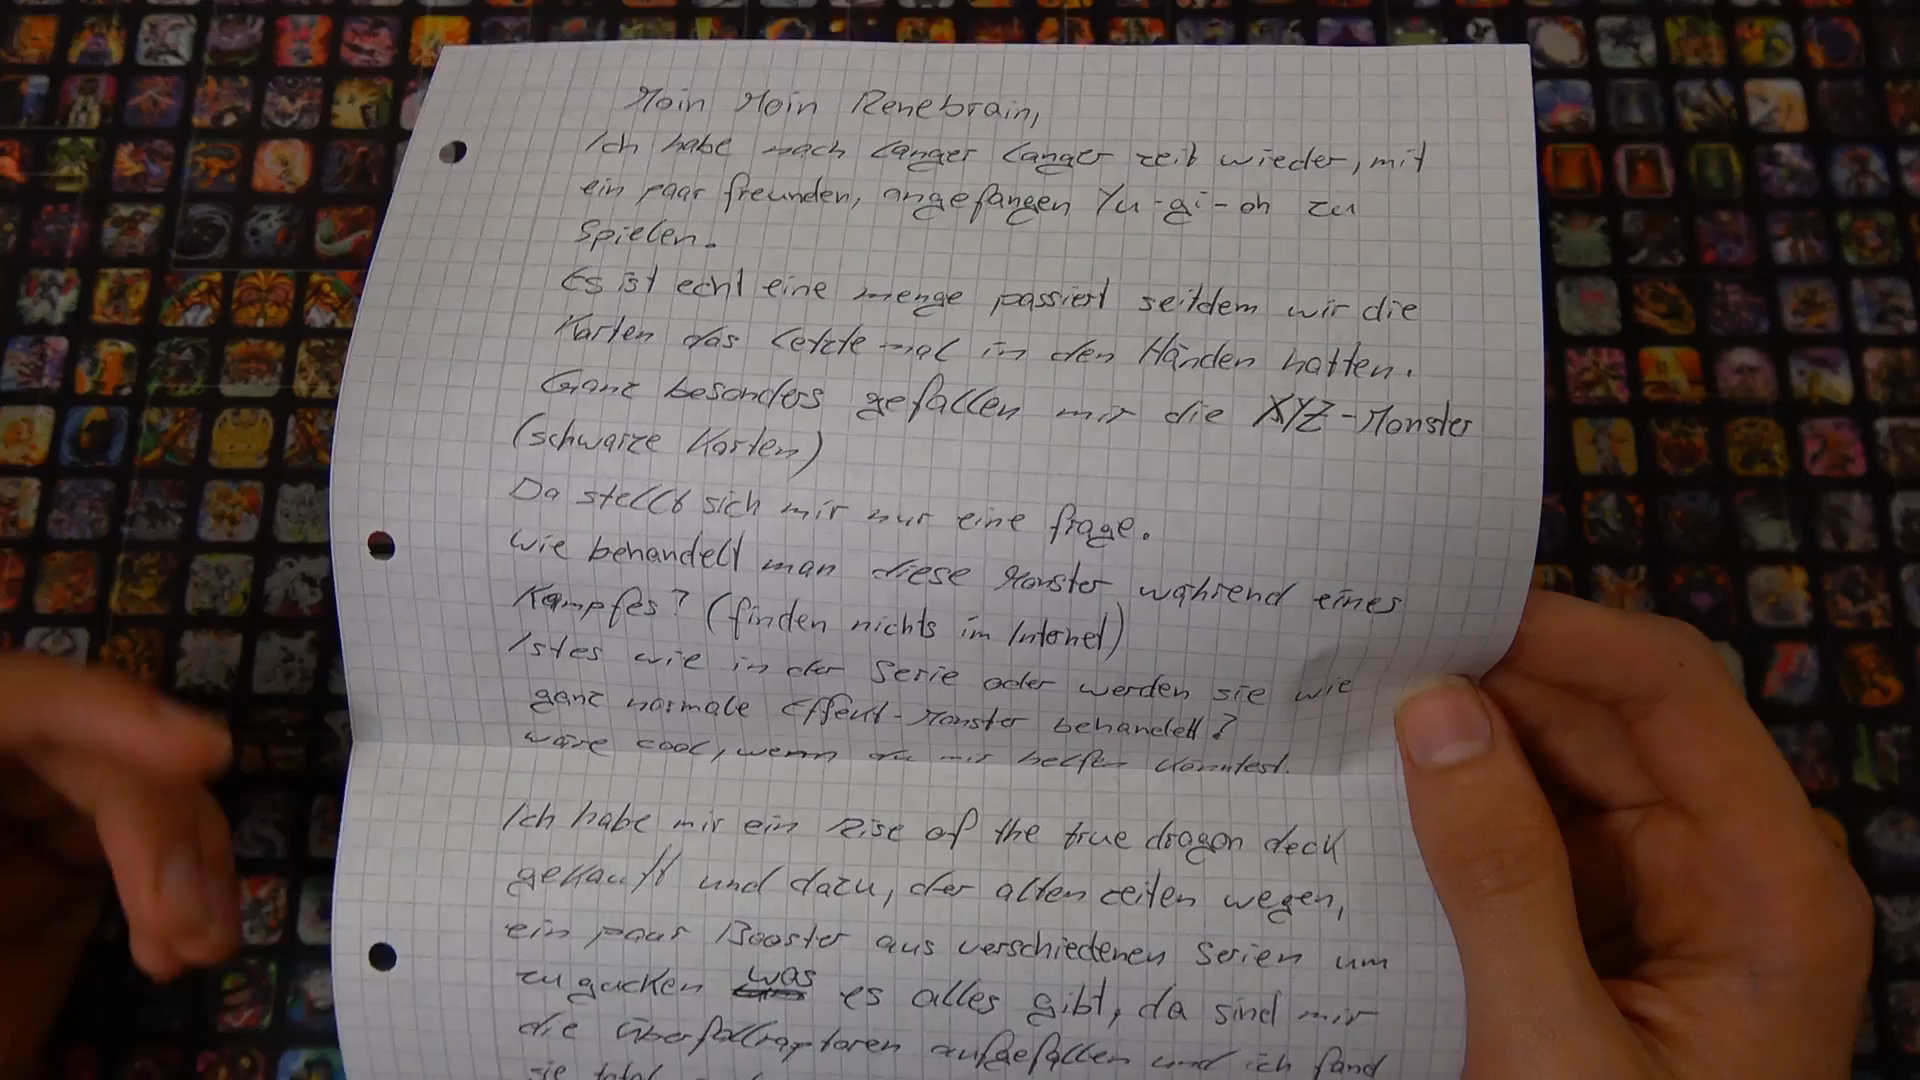 Moin Moin Renebrain,
Ich habe nach langer langer zeit wieder, mit
ein paar freunden, angefangen Yu-gi-oh zu
Spielen.
Es ist echt eine menge passiert seitdem wir die
Karten das letzte mal in den Händen hatten.
Ganz besonders gefallen mir die XYZ-Monster
(schwarze Karten)
Da stellt sich mir nur eine frage.
Wie behandelt man diese Monster während eines
Kampfes? (finden nichts im Internet)
Ist es wie in der Serie oder werden sie wie
ganz normale Effekt-Monster behandelt?
wäre cool, wenn du mir helfen könntest.
Ich habe mir ein Rise of the true dragon deck
gekauft und dazu, der alten zeiten wegen,
ein paar Booster aus verschiedenen Serien um
zu gucken was es alles gibt, da sind mir
die überfallraptoren aufgefallen und ich fand
sie total